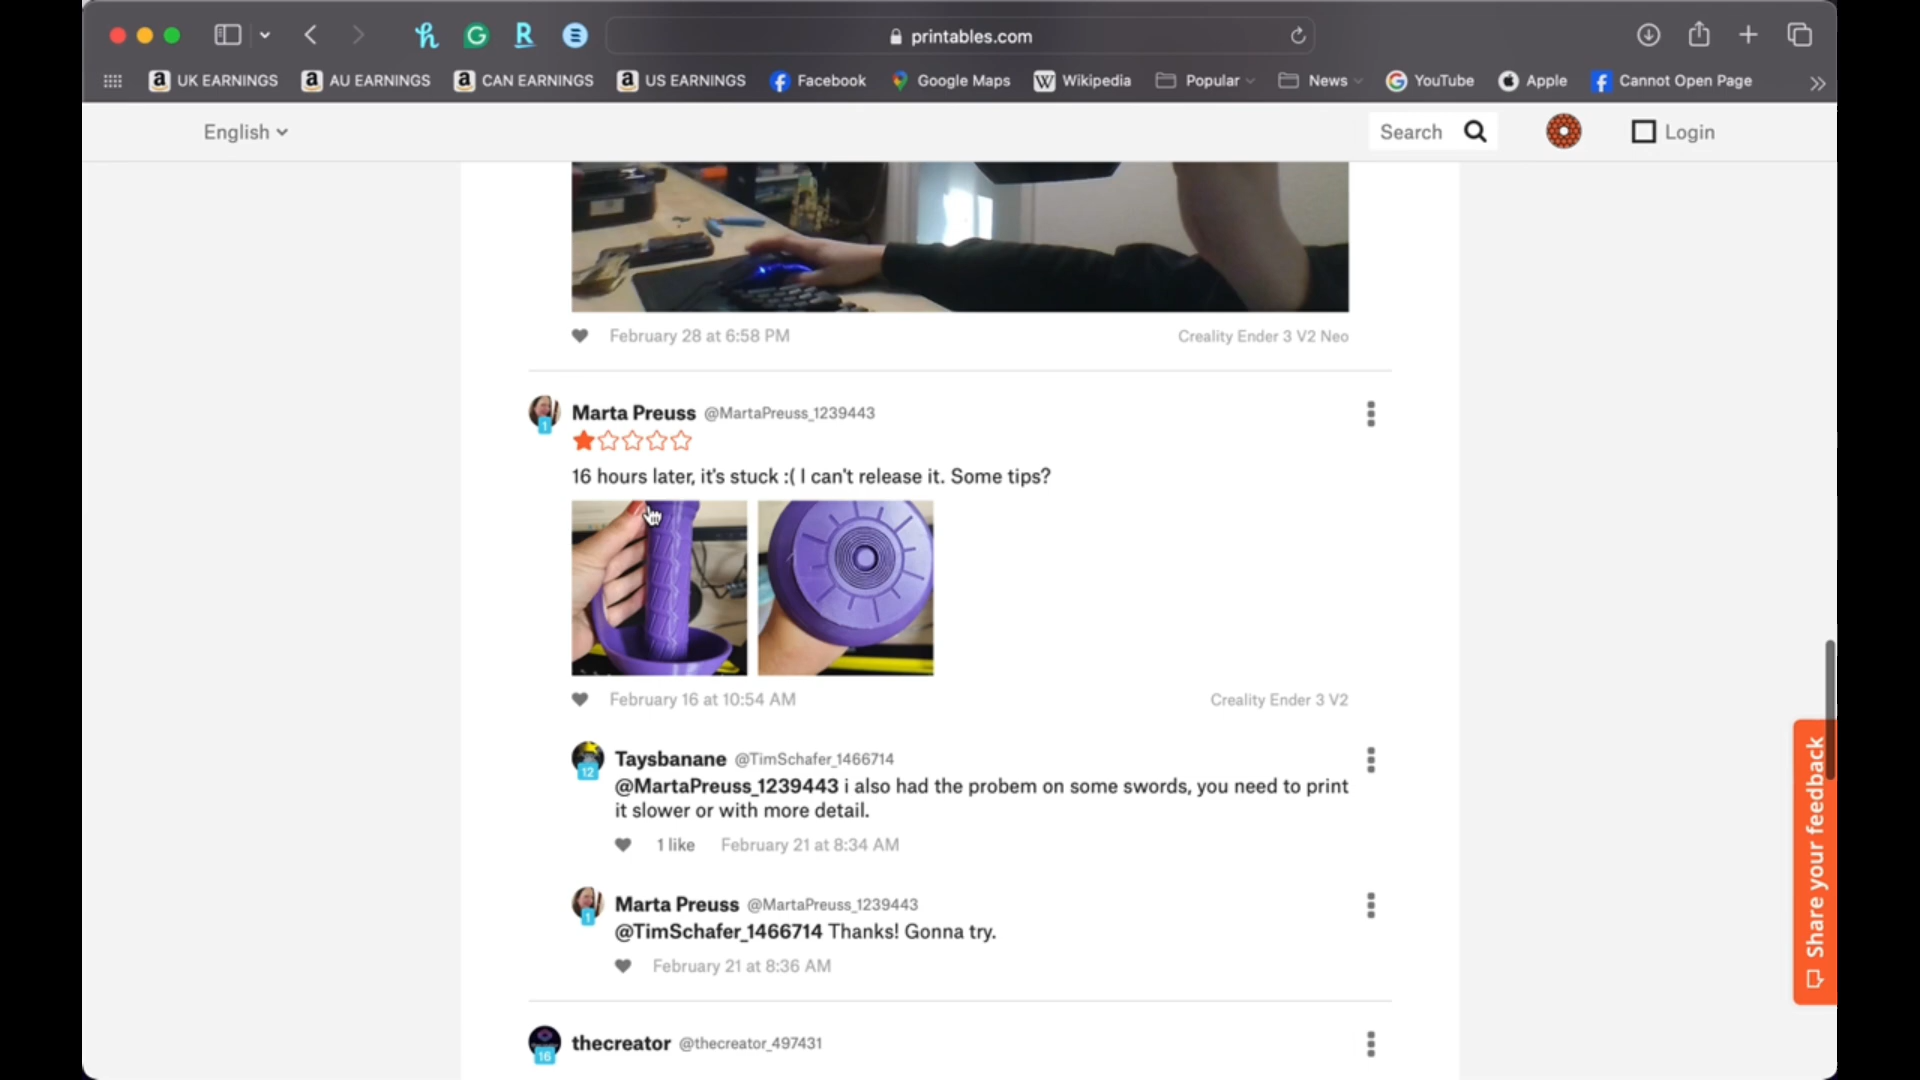 printables.com
UK EARNINGS AU EARNINGS CAN EARNINGS US EARNINGS Facebook Google Maps Wikipedia Popular News YouTube Apple Cannot Open Page
English Search Login
February 28 at 6:58 PM Creality Ender 3 V2 Neo
Marta Preuss @MartaPreuss_1239443
1
16 hours later, it's stuck :( I can't release it. Some tips?
February 16 at 10:54 AM Creality Ender 3 V2
Taysbanane @TimSchafer_1466714
12
@MartaPreuss_1239443 i also had the probem on some swords, you need to print
it slower or with more detail.
1 like February 21 at 8:34 AM
Marta Preuss @MartaPreuss_1239443
1
@TimSchafer_1466714 Thanks! Gonna try.
February 21 at 8:36 AM
thecreator @thecreator_497431
16
Share your feedback